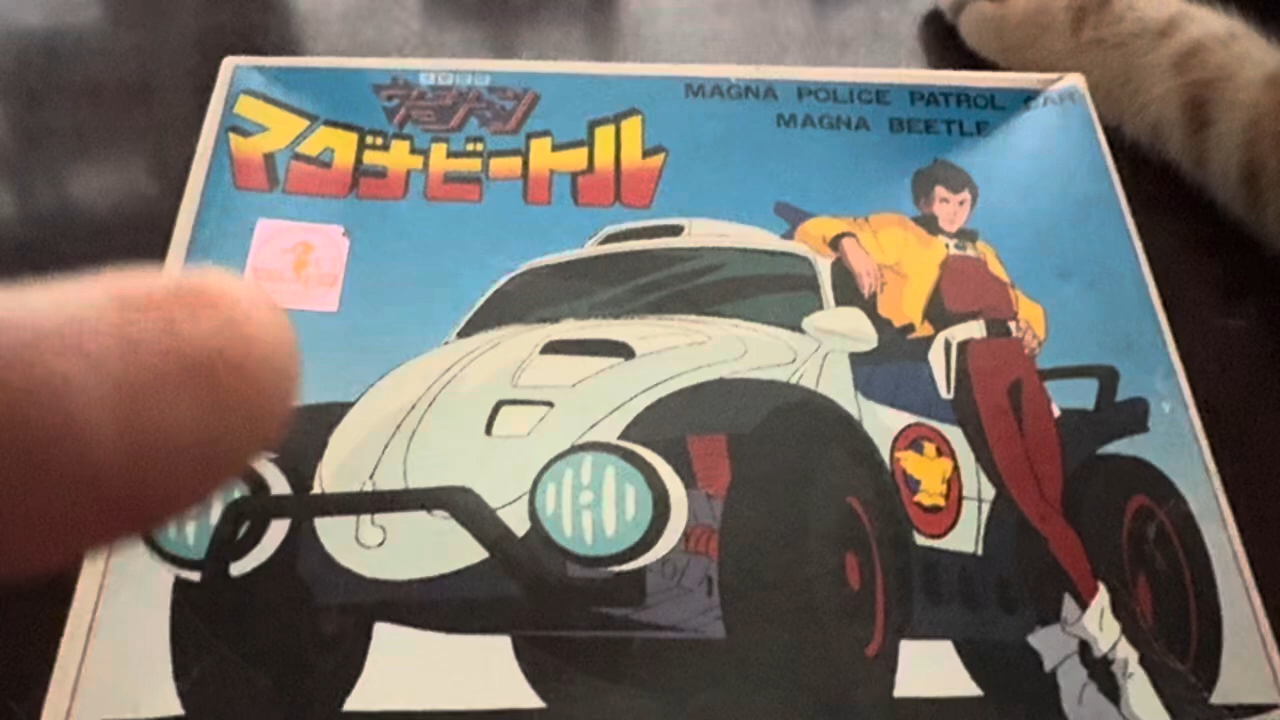 マグナビートル
MAGNA POLICE PATROL CAR
MAGNA BEETLE